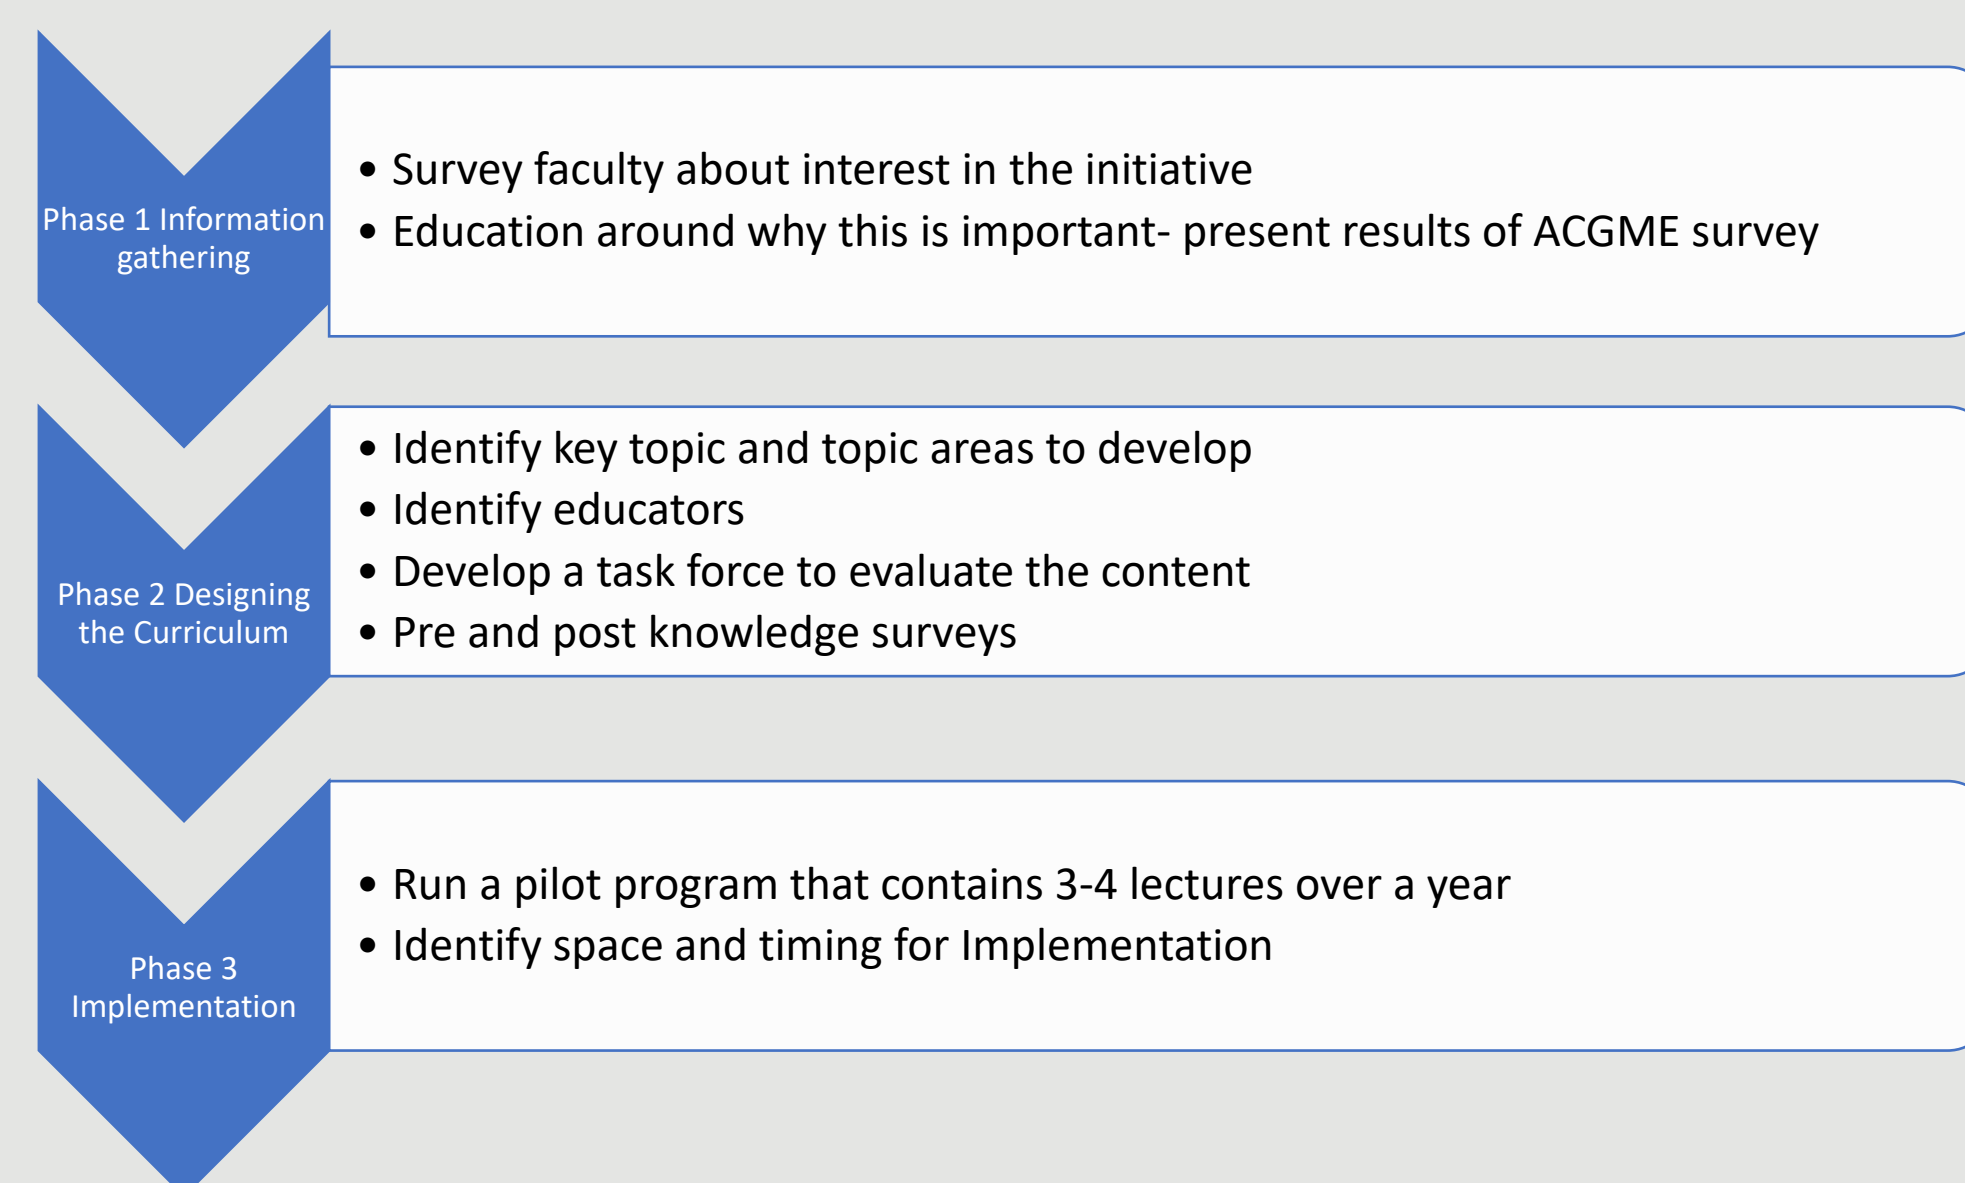 Phase 1 Information
gathering
• Survey faculty about interest in the initiative
• Education around why this is important- present results of ACGME survey
Phase 2 Designing
the Curriculum
• Identify key topic and topic areas to develop
• Identify educators
• Develop a task force to evaluate the content
• Pre and post knowledge surveys
Phase 3
Implementation
• Run a pilot program that contains 3-4 lectures over a year
• Identify space and timing for Implementation